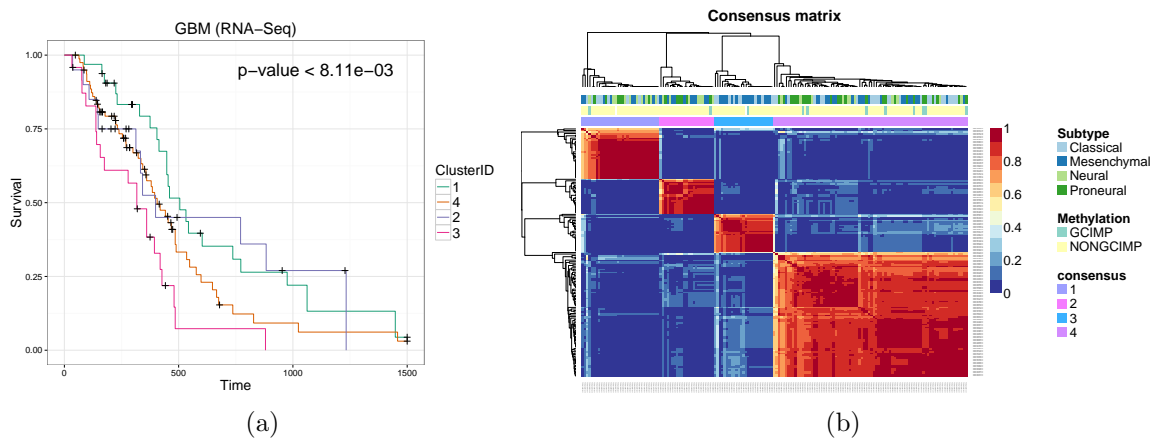 GBM (RNA−Seq)
p−value < 8.11e−03
1.00
0.75
0.50
0.25
0.00
Survival
0
500
1000
1500
Time
ClusterID
1
4
2
3
(a)
Consensus matrix
1
0.8
0.6
0.4
0.2
0
Subtype
Classical
Mesenchymal
Neural
Proneural
Methylation
GCIMP
NONGCIMP
consensus
1
2
3
4
(b)